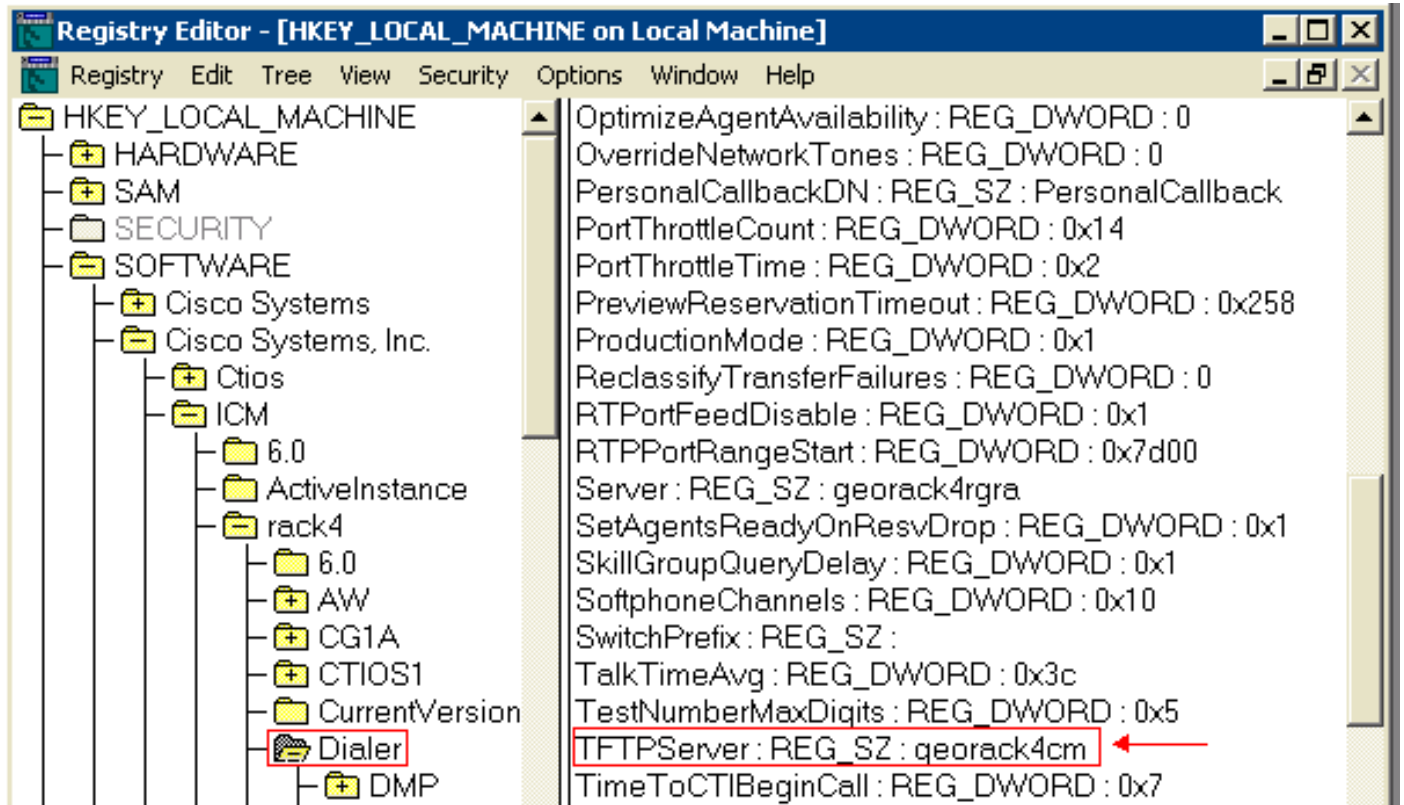 Registry Editor - [HKEY_LOCAL_MACHINE on Local Machine]
Registry Edit Tree View Security Options Window Help
HKEY_LOCAL_MACHINE
HARDWARE
SAM
SECURITY
SOFTWARE
Cisco Systems
Cisco Systems, Inc.
Ctios
ICM
6.0
ActiveInstance
rack4
6.0
AW
CG1A
CTIOS1
CurrentVersion
Dialer
DMP
OptimizeAgentAvailability : REG_DWORD : 0
OverrideNetworkTones : REG_DWORD : 0
PersonalCallbackDN : REG_SZ : PersonalCallback
PortThrottleCount : REG_DWORD : 0x14
PortThrottleTime : REG_DWORD : 0x2
PreviewReservationTimeout : REG_DWORD : 0x258
ProductionMode : REG_DWORD : 0x1
ReclassifyTransferFailures : REG_DWORD : 0
RTPortFeedDisable : REG_DWORD : 0x1
RTPPortRangeStart : REG_DWORD : 0x7d00
Server : REG_SZ : georack4rgra
SetAgentsReadyOnResvDrop : REG_DWORD : 0x1
SkillGroupQueryDelay : REG_DWORD : 0x1
SoftphoneChannels : REG_DWORD : 0x10
SwitchPrefix : REG_SZ :
TalkTimeAvg : REG_DWORD : 0x3c
TestNumberMaxDigits : REG_DWORD : 0x5
TFTPServer : REG_SZ : georack4cm
TimeToCTIBeginCall : REG_DWORD : 0x7